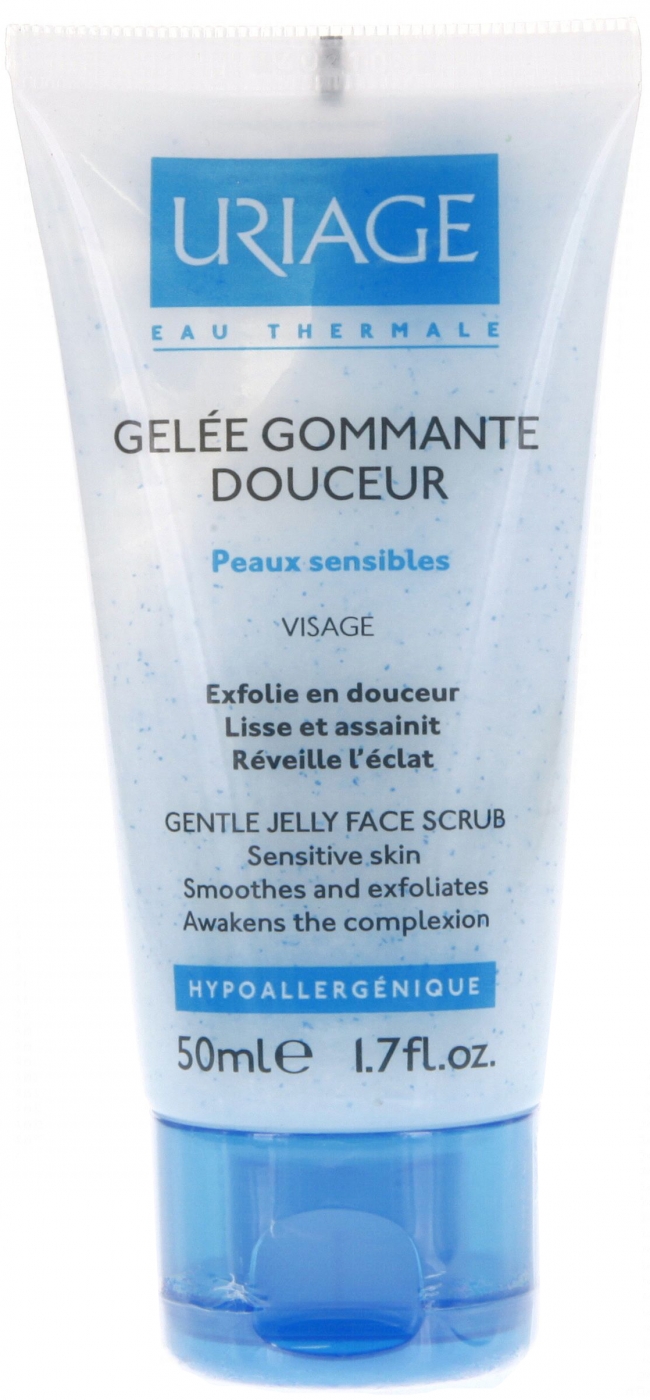 URIAGE
EAU THERMALE
GELÉE GOMMANTE
DOUCEUR
Peaux sensibles
VISAGE
Exfolie en douceur
Lisse et assainit
Réveille l'éclat
GENTLE JELLY FACE SCRUB
Sensitive skin
Smoothes and exfoliates
Awakens the complexion
HYPOALLERGÉNIQUE
50ml℮ 1.7fl.oz.